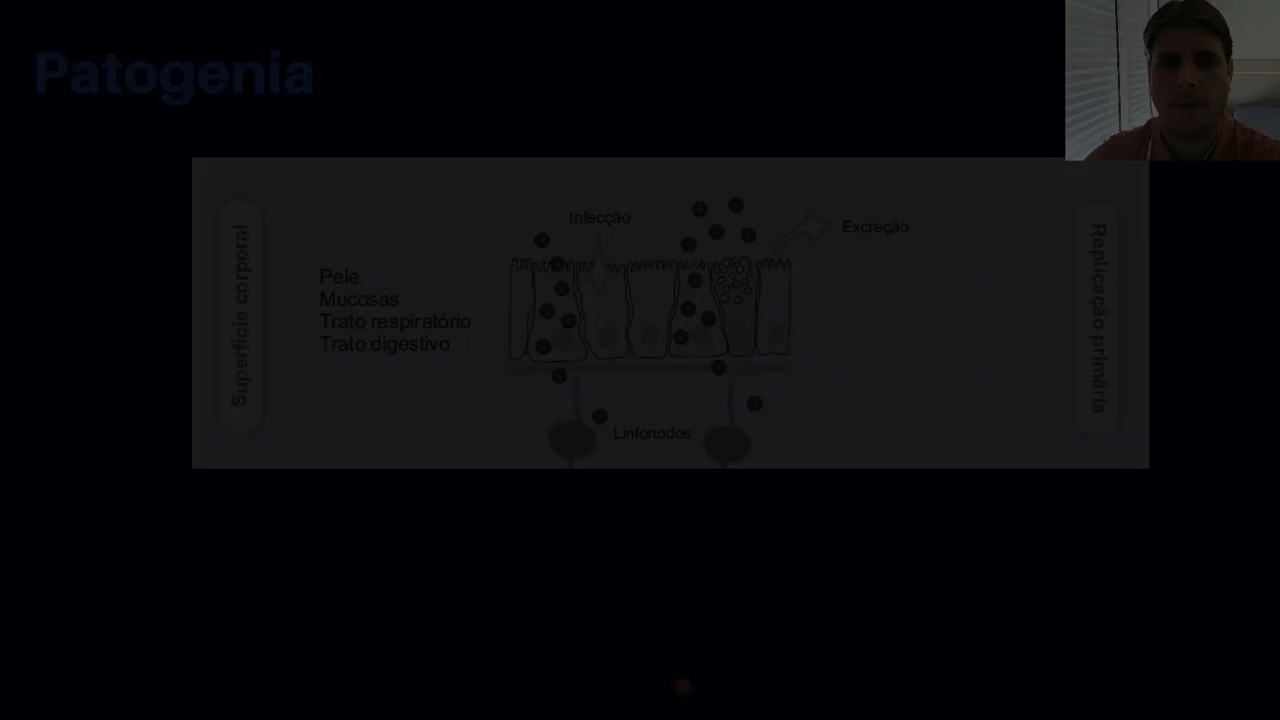 Patogenia
Superfície corporal
Pele
Mucosas
Trato respiratório
Trato digestivo
Infecção
Excreção
Linfonodos
Replicação primária